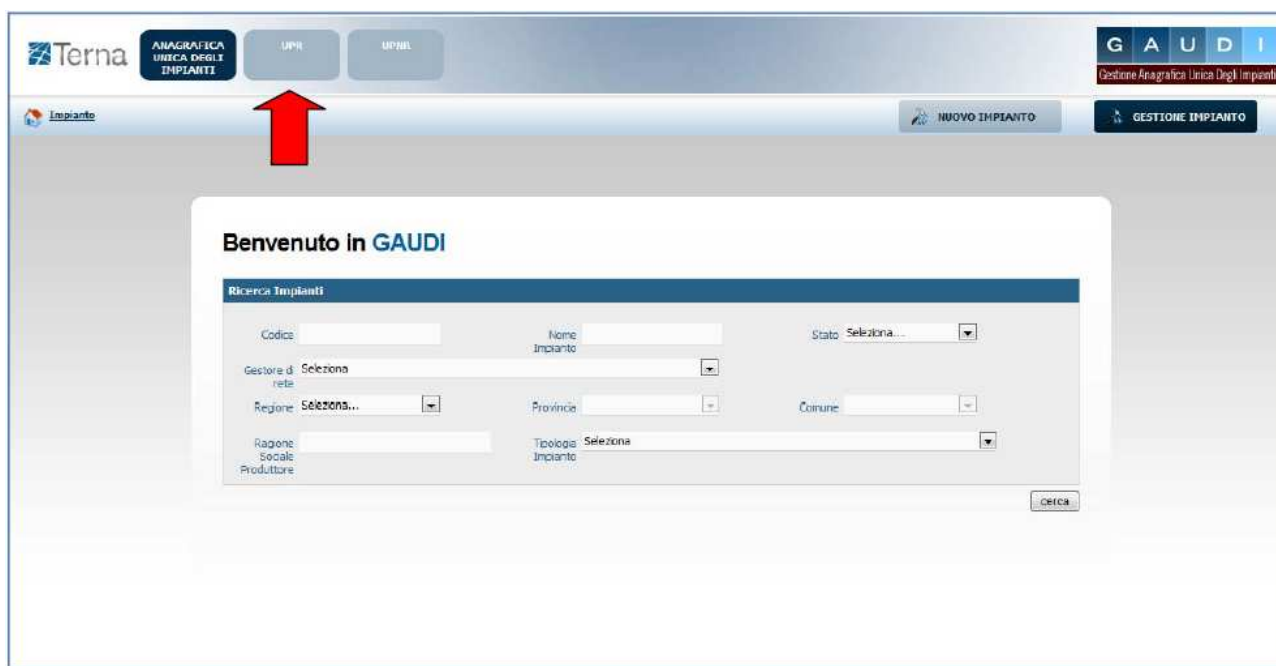 Terna
ANAGRAFICA
UNICA DEGLI
IMPIANTI
UPR
UPNR
G A U D I
Gestione Anagrafica Unica Degli Impianti
Impianto
NUOVO IMPIANTO
GESTIONE IMPIANTO
Benvenuto in GAUDI
Ricerca Impianti
Codice
Nome
Impianto
Stato Seleziona...
Gestore di
rete
Seleziona
Regione Seleziona...
Provincia
Comune
Ragione
Sociale
Produttore
Tipologia
Impianto
Seleziona
cerca